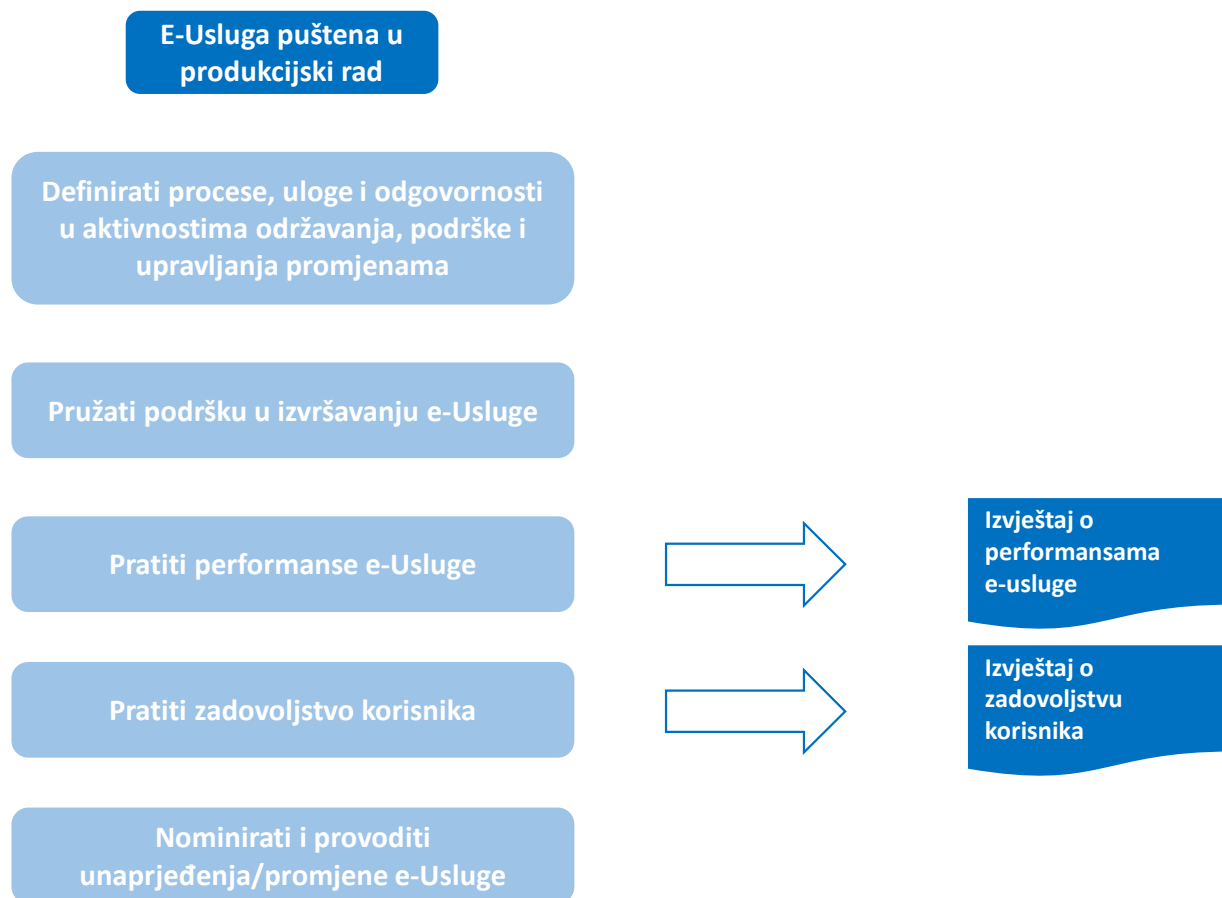 E-Usluga puštena u
produkcijski rad
Definirati procese, uloge i odgovornosti
u aktivnostima održavanja, podrške i
upravljanja promjenama
Pružati podršku u izvršavanju e-Usluge
Pratiti performanse e-Usluge
Izvještaj o
performansama
e-usluge
Pratiti zadovoljstvo korisnika
Izvještaj o
zadovoljstvu
korisnika
Nominirati i provoditi
unaprjeđenja/promjene e-Usluge